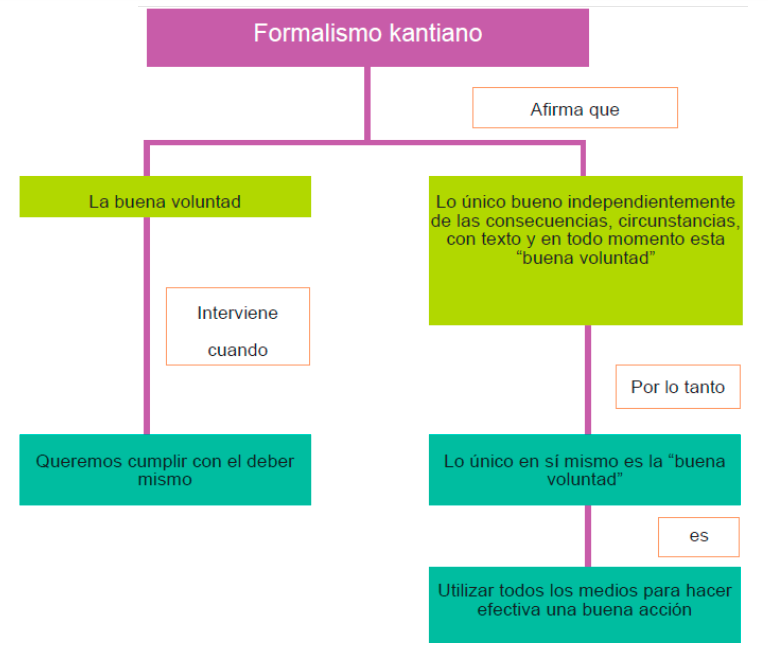 Formalismo kantiano
Afirma que
La buena voluntad
Lo único bueno independientemente
de las consecuencias, circunstancias,
con texto y en todo momento esta
“buena voluntad”
Interviene
cuando
Por lo tanto
Queremos cumplir con el deber
mismo
Lo único en sí mismo es la “buena
voluntad”
es
Utilizar todos los medios para hacer
efectiva una buena acción